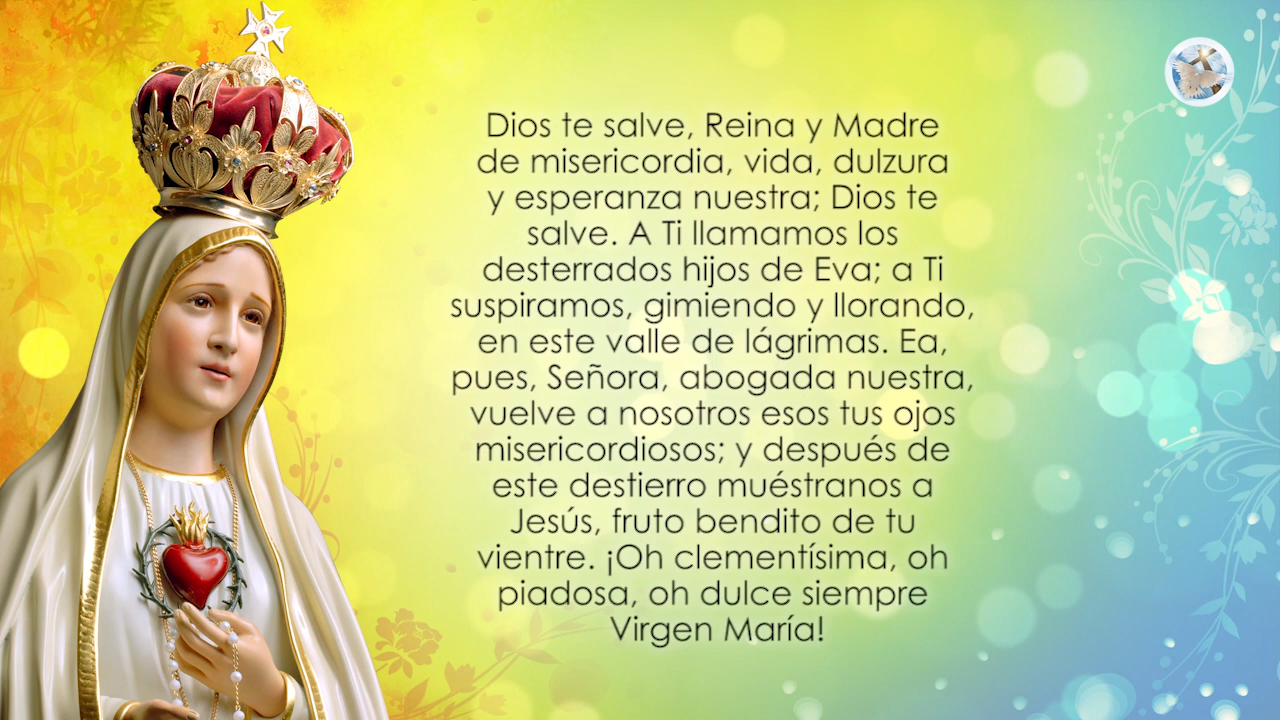 Dios te salve, Reina y Madre
de misericordia, vida, dulzura
y esperanza nuestra; Dios te
salve. A Ti llamamos los
desterrados hijos de Eva; a Ti
suspiramos, gimiendo y llorando,
en este valle de lágrimas. Ea,
pues, Señora, abogada nuestra,
vuelve a nosotros esos tus ojos
misericordiosos; y después de
este destierro muéstranos a
Jesús, fruto bendito de tu
vientre. ¡Oh clementísima, oh
piadosa, oh dulce siempre
Virgen María!